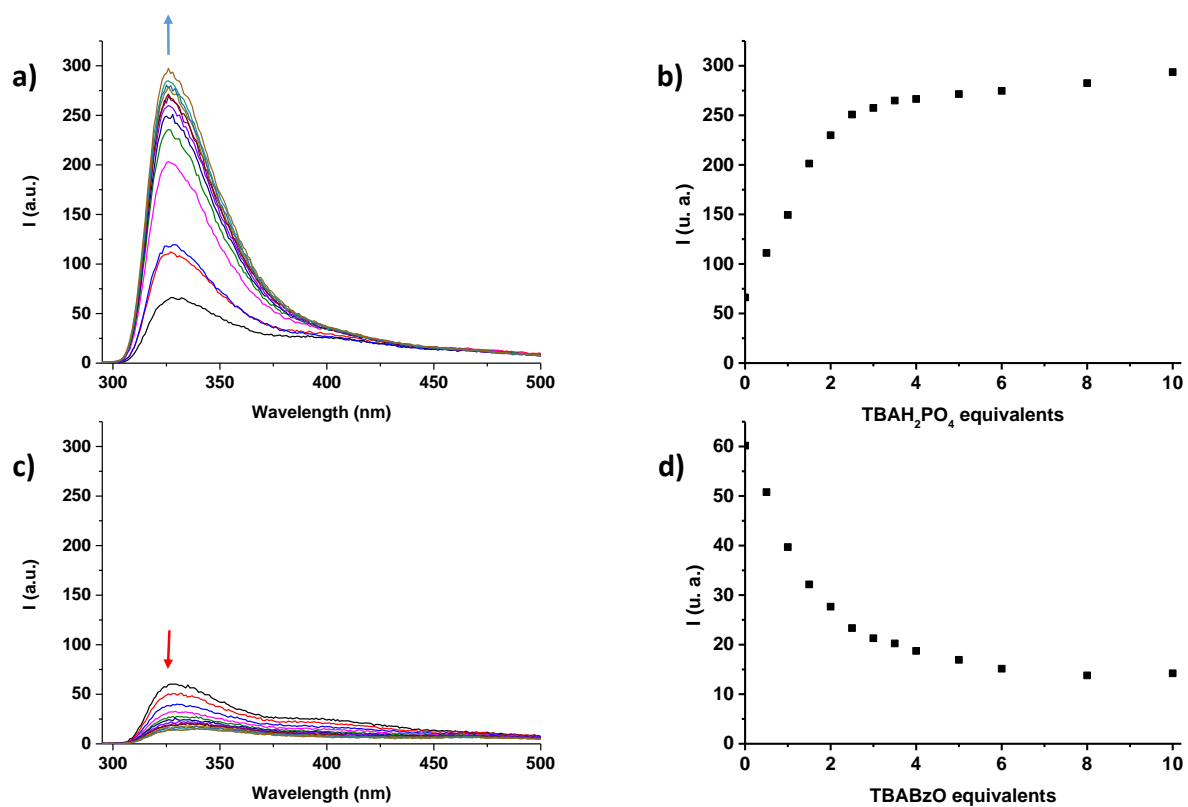 a)
I (a.u.)
300
250
200
150
100
50
0
300 350 400 450 500
Wavelength (nm)
b)
I (u. a.)
300
250
200
150
100
50
0
0 2 4 6 8 10
TBAH₂PO₄ equivalents
c)
I (a.u.)
300
250
200
150
100
50
0
300 350 400 450 500
Wavelength (nm)
d)
I (u. a.)
60
50
40
30
20
10
0
0 2 4 6 8 10
TBABzO equivalents